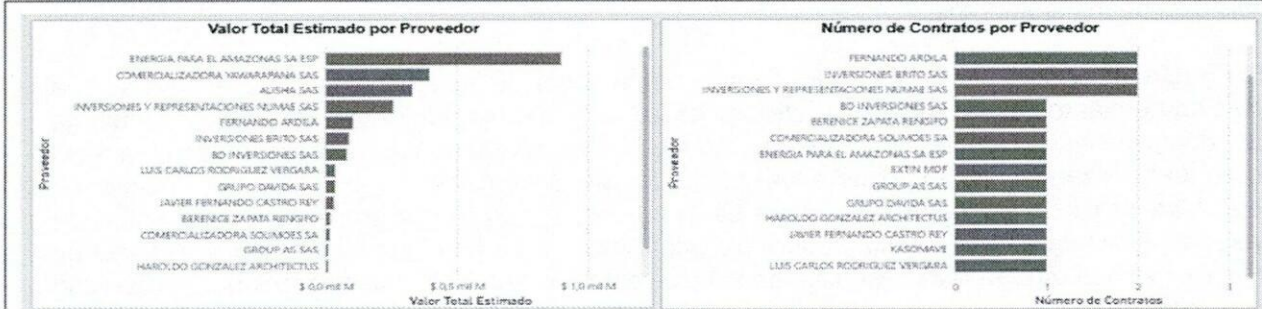 Valor Total Estimado por Proveedor
Proveedor
ENERGIA PARA EL AMAZONAS SA ESP
COMERCIALIZADORA YAWARAPANA SAS
ALISHA SAS
INVERSIONES Y REPRESENTACIONES NUMAE SAS
FERNANDO ARDILA
INVERSIONES BRITO SAS
BD INVERSIONES SAS
LUIS CARLOS RODRIGUEZ VERGARA
GRUPO DAVIDA SAS
JAVIER FERNANDO CASTRO REY
BERENICE ZAPATA RENGIFO
COMERCIALIZADORA SOLIMOES SA
GROUP AS SAS
HAROLDO GONZALEZ ARCHITECTUS
$ 0,0 mil M $ 0,5 mil M $ 1,0 mil M
Valor Total Estimado
Número de Contratos por Proveedor
Proveedor
FERNANDO ARDILA
INVERSIONES BRITO SAS
INVERSIONES Y REPRESENTACIONES NUMAE SAS
BD INVERSIONES SAS
BERENICE ZAPATA RENGIFO
COMERCIALIZADORA SOLIMOES SA
ENERGIA PARA EL AMAZONAS SA ESP
EXTIN MDF
GROUP AS SAS
GRUPO DAVIDA SAS
HAROLDO GONZALEZ ARCHITECTUS
JAVIER FERNANDO CASTRO REY
KASOMAVE
LUIS CARLOS RODRIGUEZ VERGARA
0 1 2 3
Número de Contratos